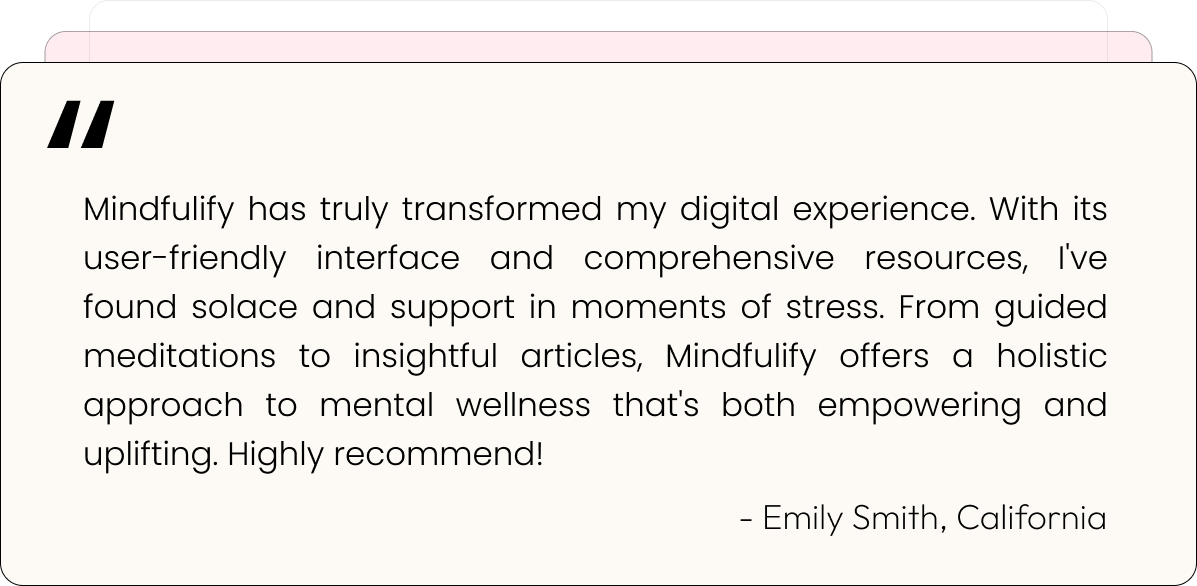 “
Mindfulify has truly transformed my digital experience. With its
user-friendly interface and comprehensive resources, I've
found solace and support in moments of stress. From guided
meditations to insightful articles, Mindfulify offers a holistic
approach to mental wellness that's both empowering and
uplifting. Highly recommend!
- Emily Smith, California